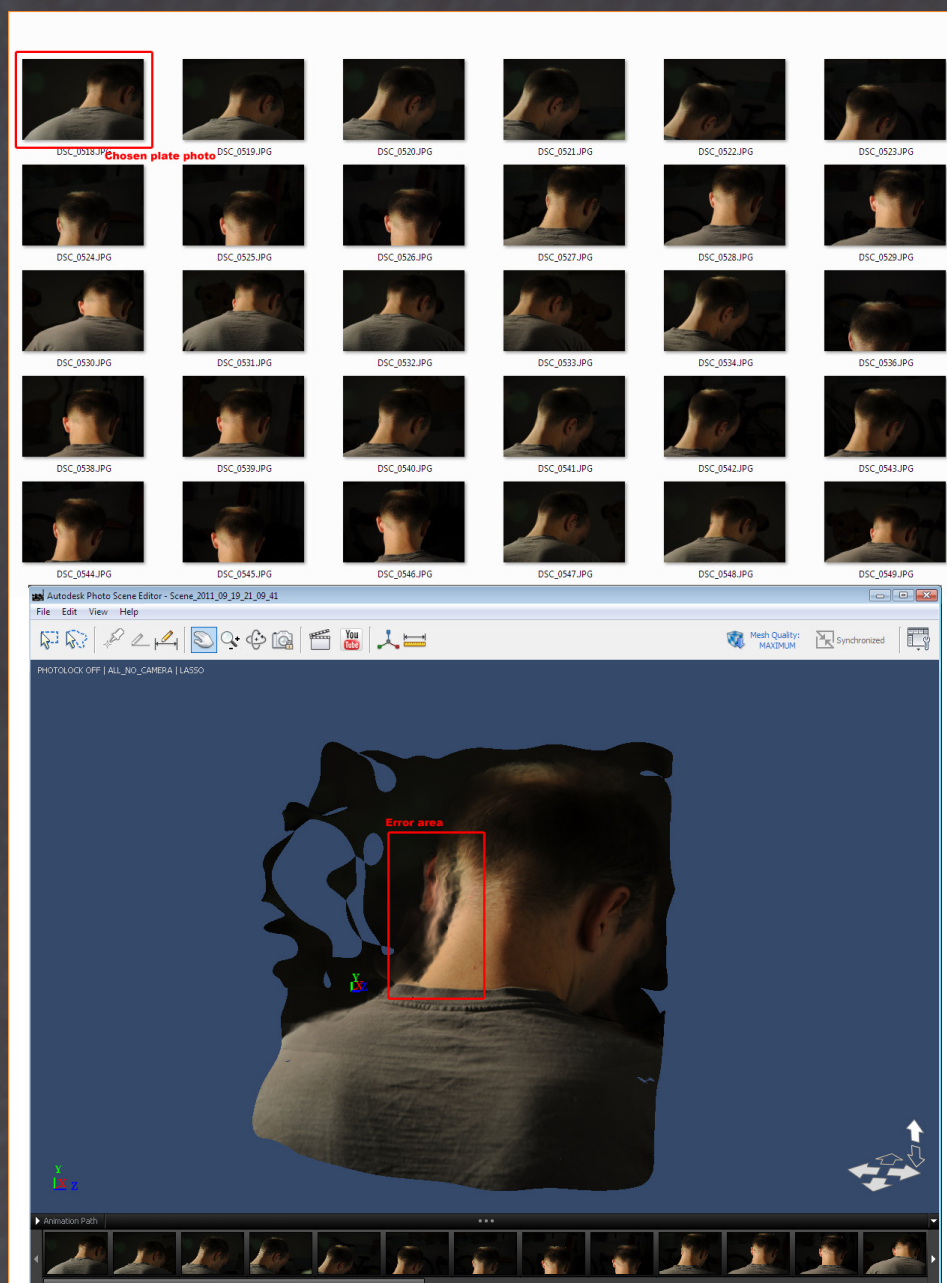 DSC_0518.JPG DSC_0519.JPG DSC_0520.JPG DSC_0521.JPG DSC_0522.JPG DSC_0523.JPG
Chosen plate photo
DSC_0524.JPG DSC_0525.JPG DSC_0526.JPG DSC_0527.JPG DSC_0528.JPG DSC_0529.JPG
DSC_0530.JPG DSC_0531.JPG DSC_0532.JPG DSC_0533.JPG DSC_0534.JPG DSC_0536.JPG
DSC_0538.JPG DSC_0539.JPG DSC_0540.JPG DSC_0541.JPG DSC_0542.JPG DSC_0543.JPG
DSC_0544.JPG DSC_0545.JPG DSC_0546.JPG DSC_0547.JPG DSC_0548.JPG DSC_0549.JPG
Autodesk Photo Scene Editor - Scene_2011_09_19_21_09_41
File Edit View Help
You Tube
Mesh Quality: MAXIMUM
Synchronized
PHOTOLOCK OFF | ALL_NO_CAMERA | LASSO
Error area
Y
X Z
Y
X Z
Animation Path